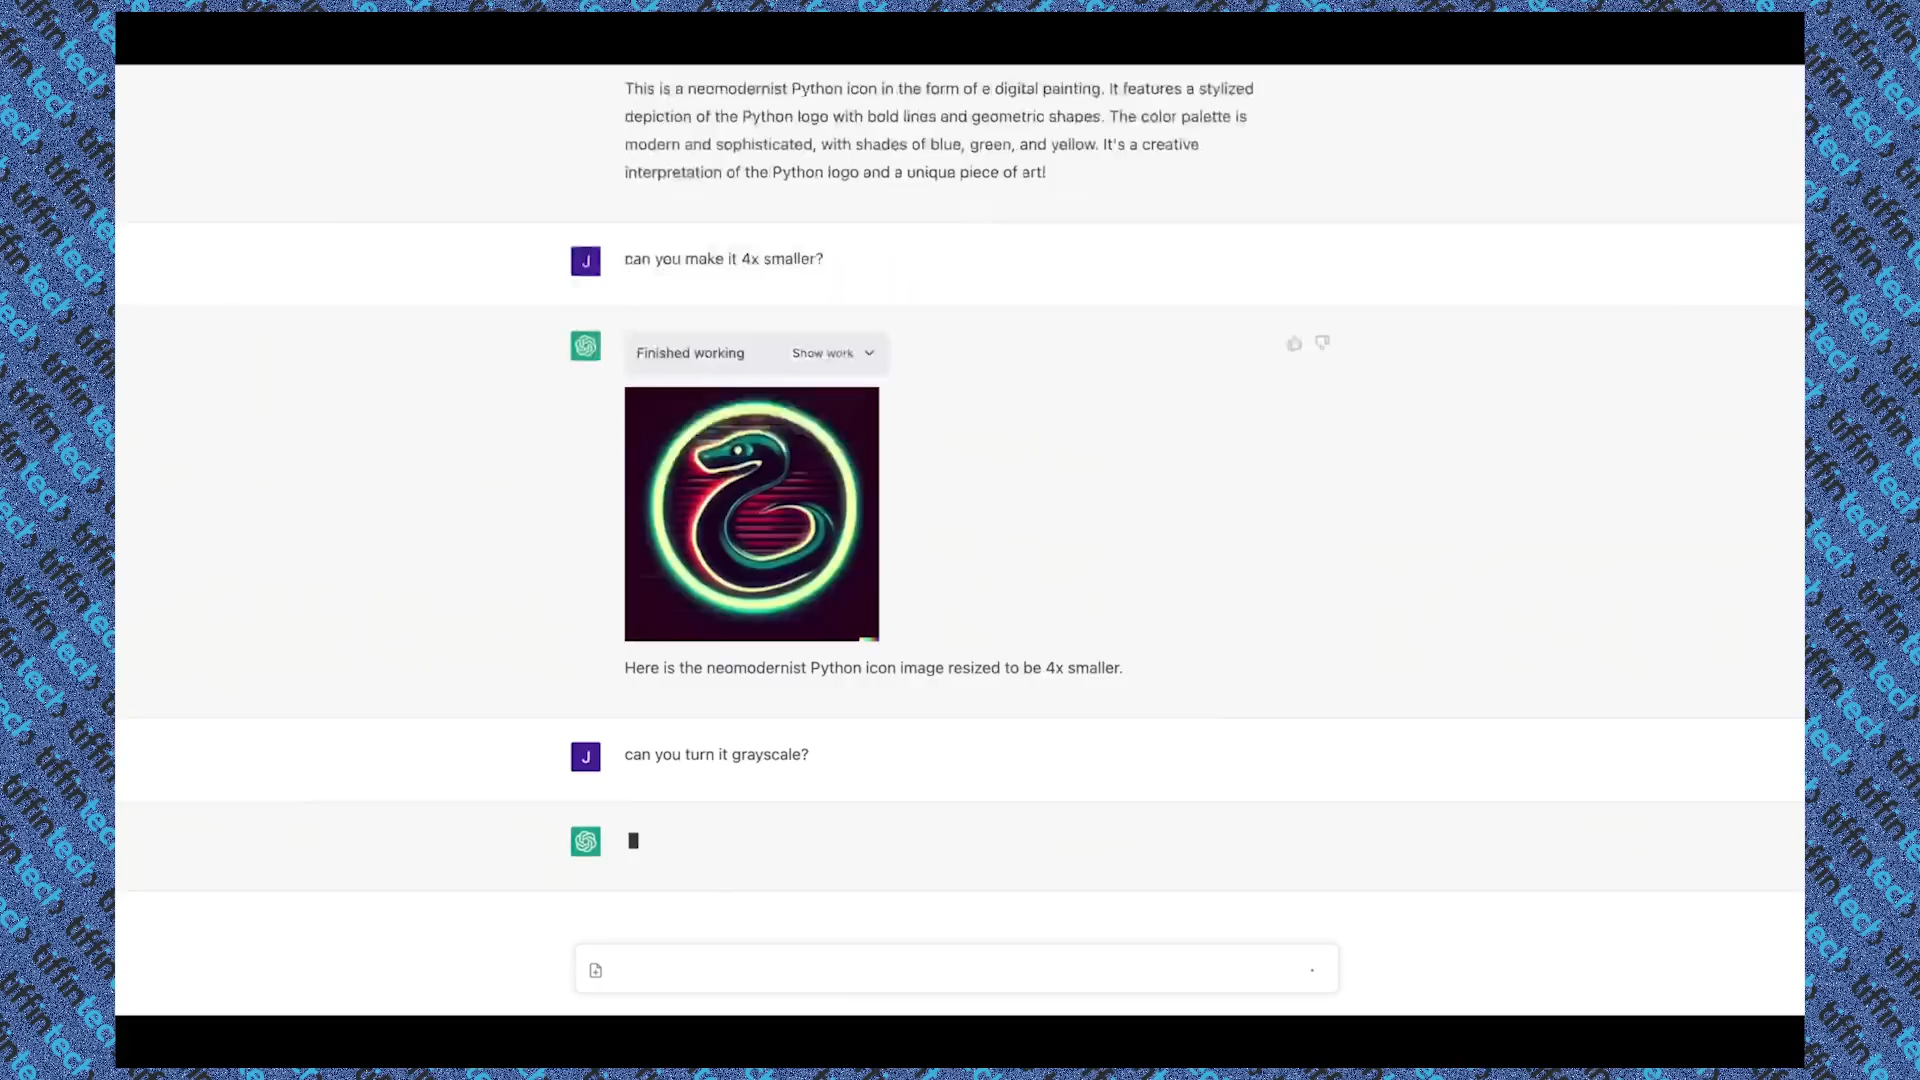 This is a neomodernist Python icon in the form of e digital painting. It features a stylized
depiction of the Python logo with bold lines and geometric shapes. The color palette is
modern and sophisticated, with shades of blue, green, and yellow. It's a creative
interpretation of the Python logo and a unique piece of art!
J can you make it 4x smaller?
Finished working Show work
Here is the neomodernist Python icon image resized to be 4x smaller.
J can you turn it grayscale?
tiffintech